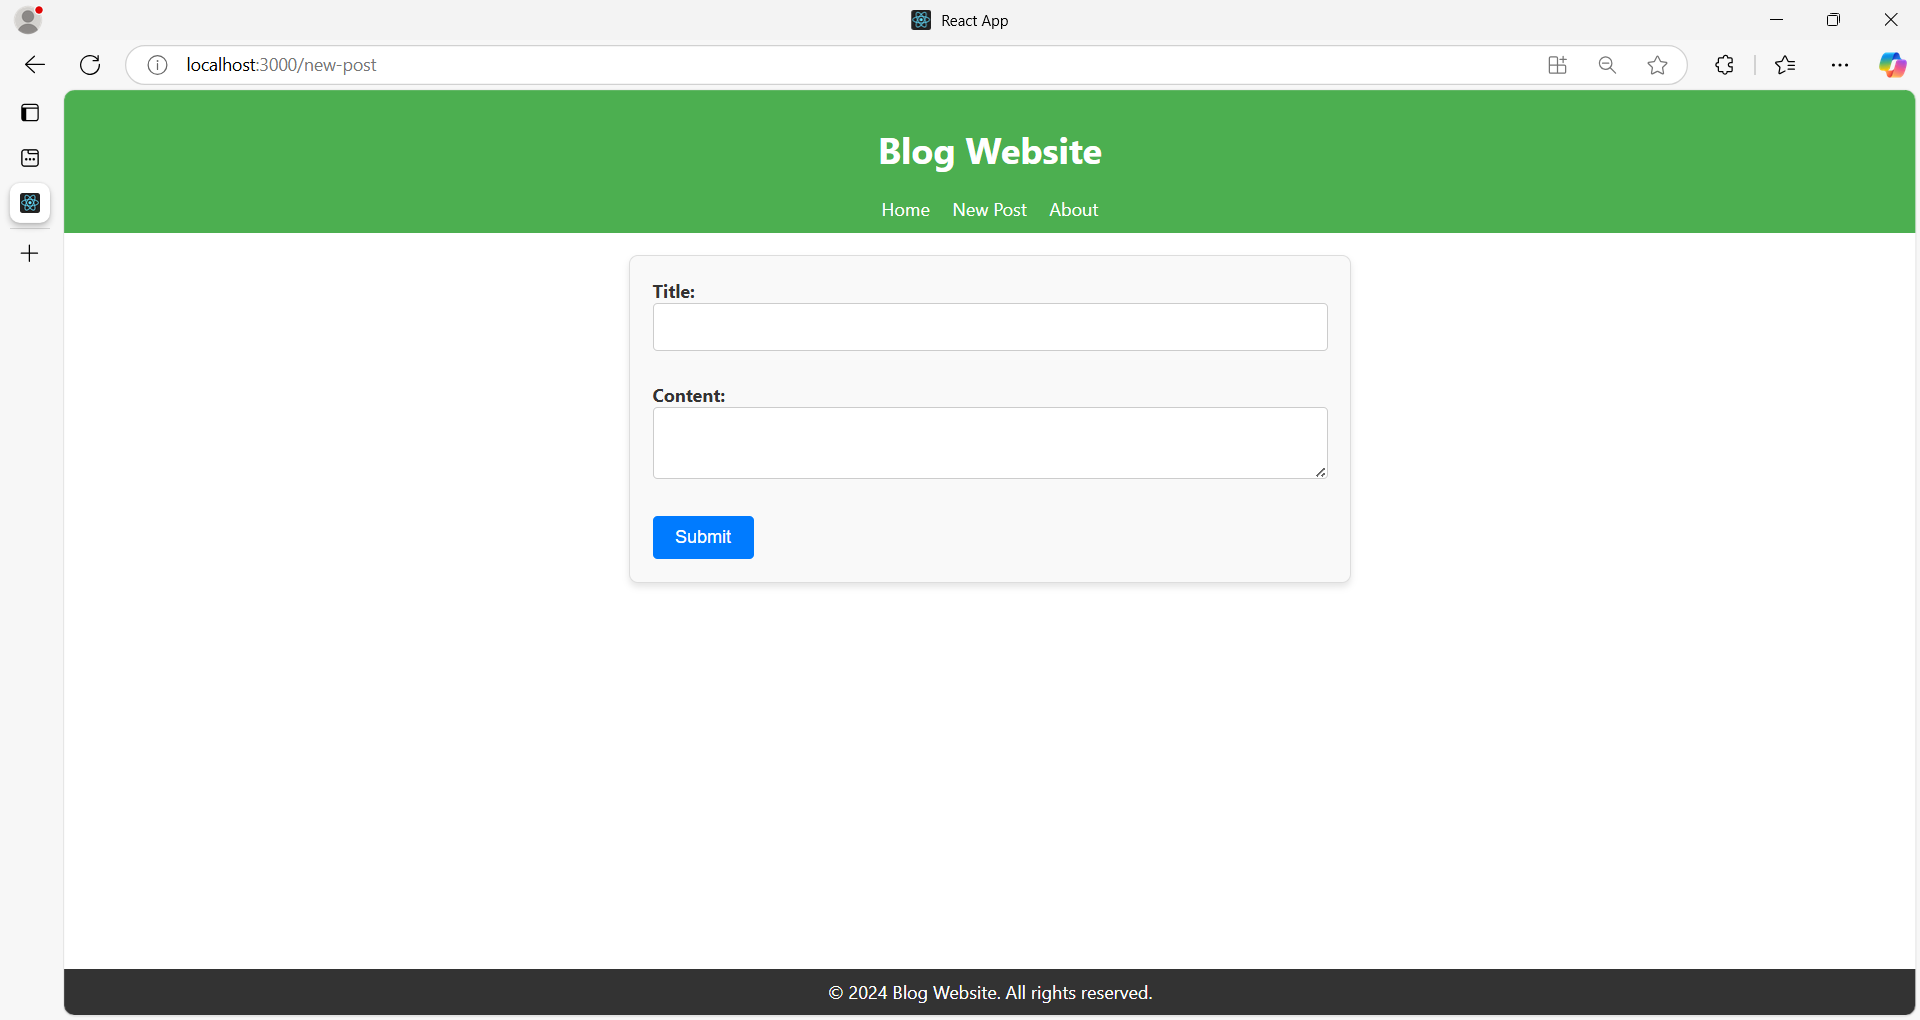 React App
localhost:3000/new-post
Blog Website
Home New Post About
Title:
Content:
Submit
© 2024 Blog Website. All rights reserved.